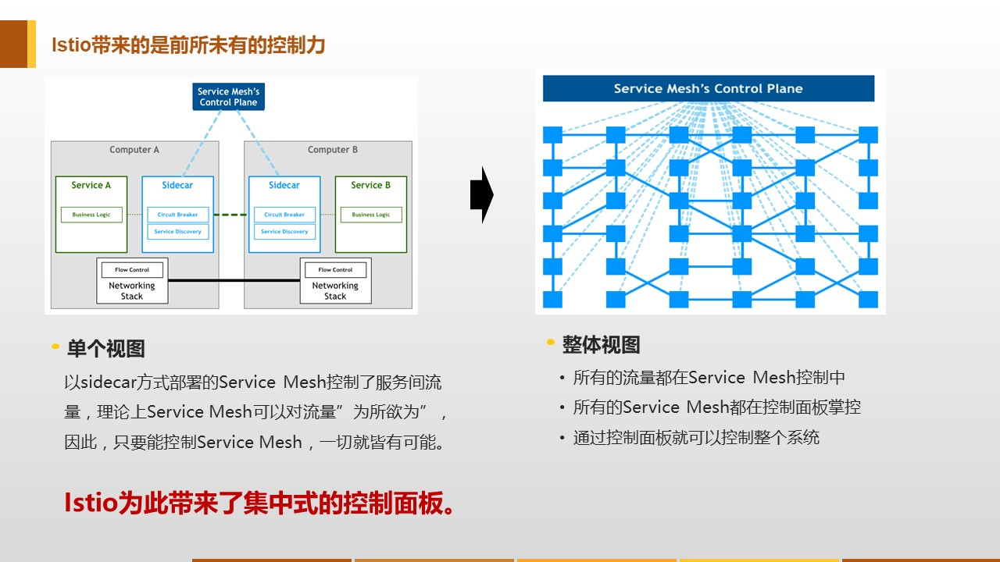 Istio带来的是前所未有的控制力
Service Mesh's
Control Plane
Computer A
Computer B
Service A
Sidecar
Sidecar
Service B
Business Logic
Circuit Breaker
Circuit Breaker
Business Logic
Service Discovery
Service Discovery
Flow Control
Flow Control
Networking
Stack
Networking
Stack
Service Mesh's Control Plane
单个视图
以sidecar方式部署的Service Mesh控制了服务间流
量，理论上Service Mesh可以对流量”为所欲为”，
因此，只要能控制Service Mesh，一切就皆有可能。
整体视图
• 所有的流量都在Service Mesh控制中
• 所有的Service Mesh都在控制面板掌控
• 通过控制面板就可以控制整个系统
Istio为此带来了集中式的控制面板。